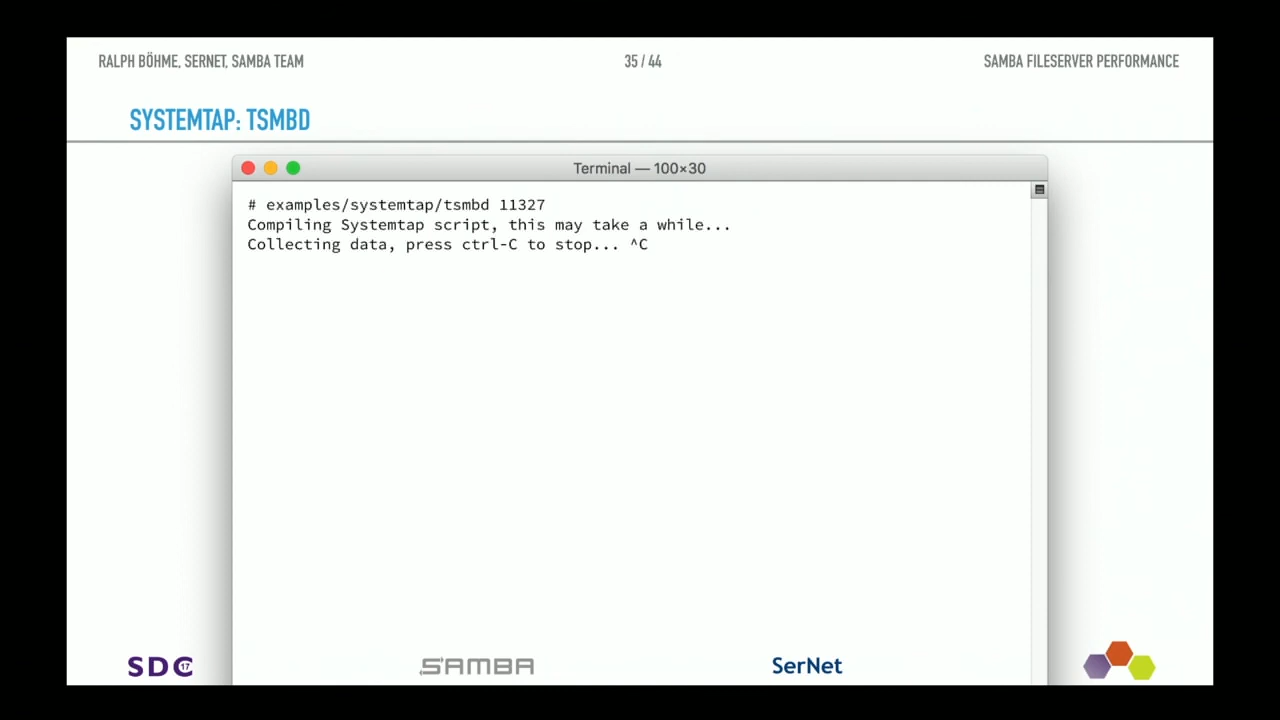 RALPH BÖHME, SERNET, SAMBA TEAM
35 / 44
SAMBA FILESERVER PERFORMANCE
SYSTEMTAP: TSMBD
Terminal — 100×30
# examples/systemtap/tsmbd 11327
Compiling Systemtap script, this may take a while...
Collecting data, press ctrl-C to stop... ^C
SDC 17
SAMBA
SerNet